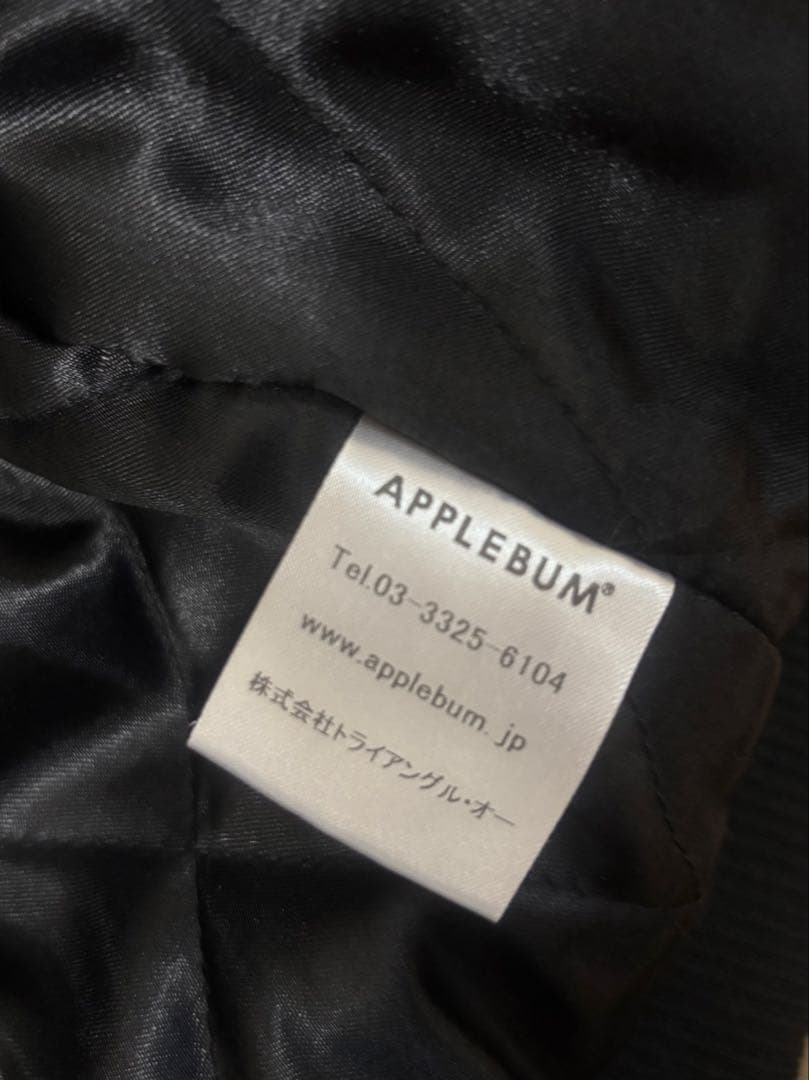 APPLEBUM®
Tel.03-3325-6104
www.applebum.jp
株式会社トライアングル・オー